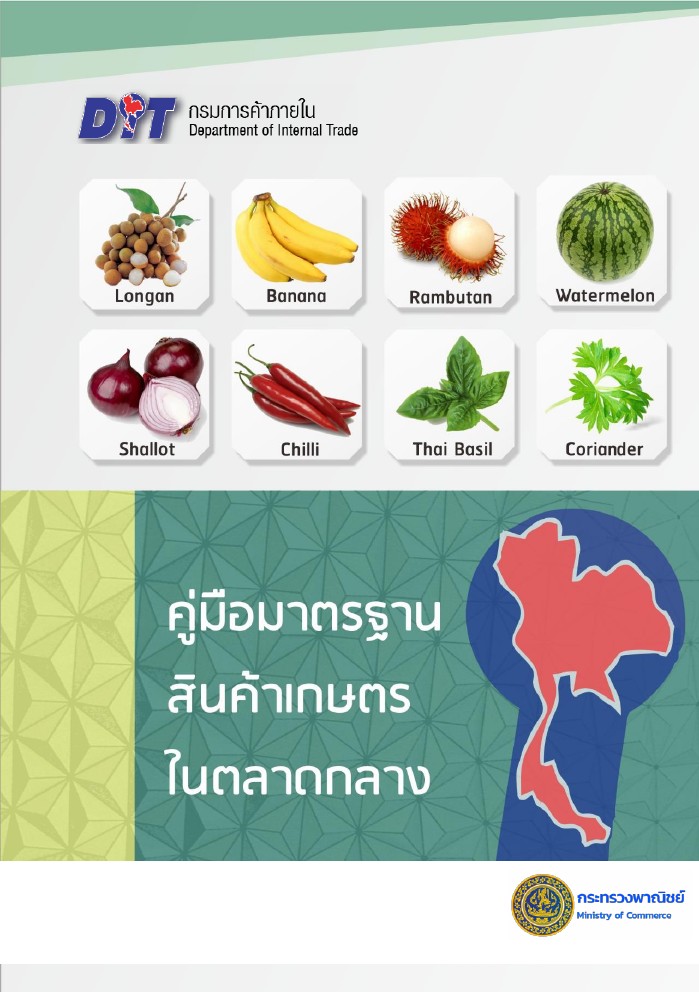 DIT
กรมการค้าภายใน
Department of Internal Trade
Longan
Banana
Rambutan
Watermelon
Shallot
Chilli
Thai Basil
Coriander
คู่มือมาตรฐาน
สินค้าเกษตร
ในตลาดกลาง
กระทรวงพาณิชย์
Ministry of Commerce